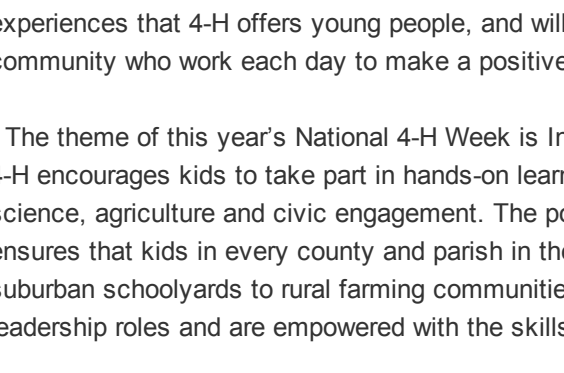 experiences that 4-H offers young people, and will
community who work each day to make a positive
The theme of this year’s National 4-H Week is In
4-H encourages kids to take part in hands-on learn
science, agriculture and civic engagement. The po
ensures that kids in every county and parish in the
suburban schoolyards to rural farming communitie
leadership roles and are empowered with the skills